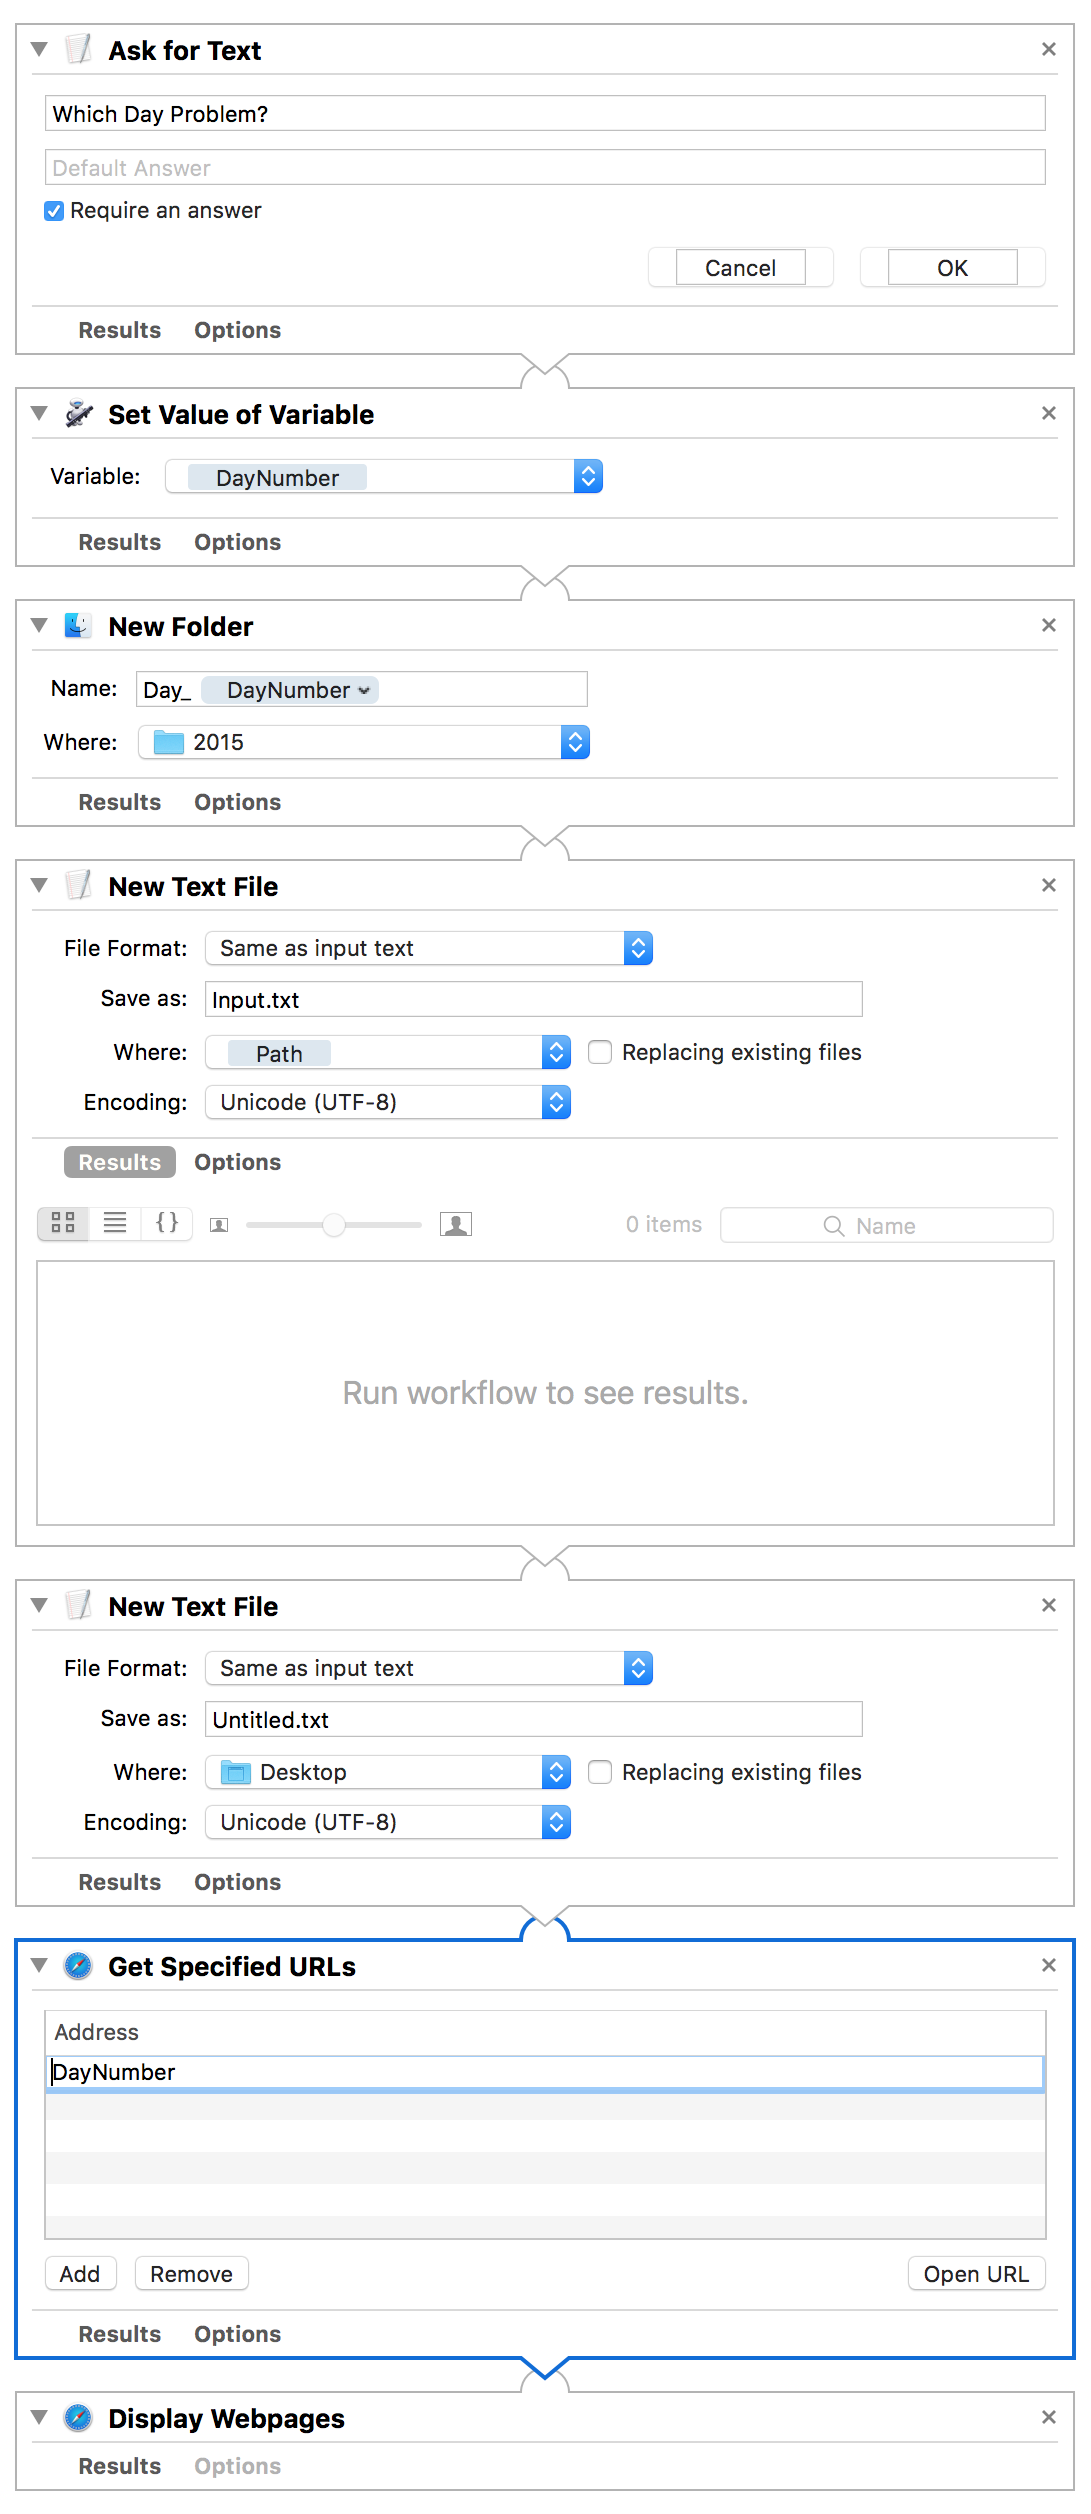 Ask for Text
Which Day Problem?
Default Answer
Require an answer
Cancel OK
Results Options
Set Value of Variable
Variable: DayNumber
Results Options
New Folder
Name: Day_ DayNumber
Where: 2015
Results Options
New Text File
File Format: Same as input text
Save as: Input.txt
Where: Path Replacing existing files
Encoding: Unicode (UTF-8)
Results Options
{} 0 items Name
Run workflow to see results.
New Text File
File Format: Same as input text
Save as: Untitled.txt
Where: Desktop Replacing existing files
Encoding: Unicode (UTF-8)
Results Options
Get Specified URLs
Address
DayNumber
Add Remove Open URL
Results Options
Display Webpages
Results Options